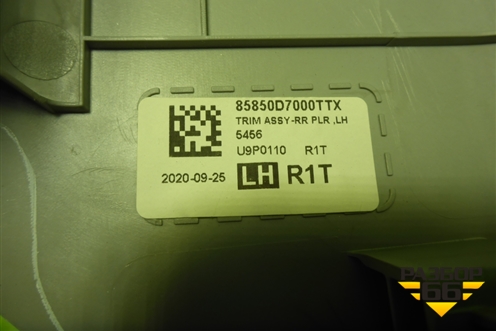 85850D7000TTX
TRIM ASSY-RR PLR ,LH
5456
U9P0110 R1T
2020-09-25 LH R1T
РАЗБОР
66